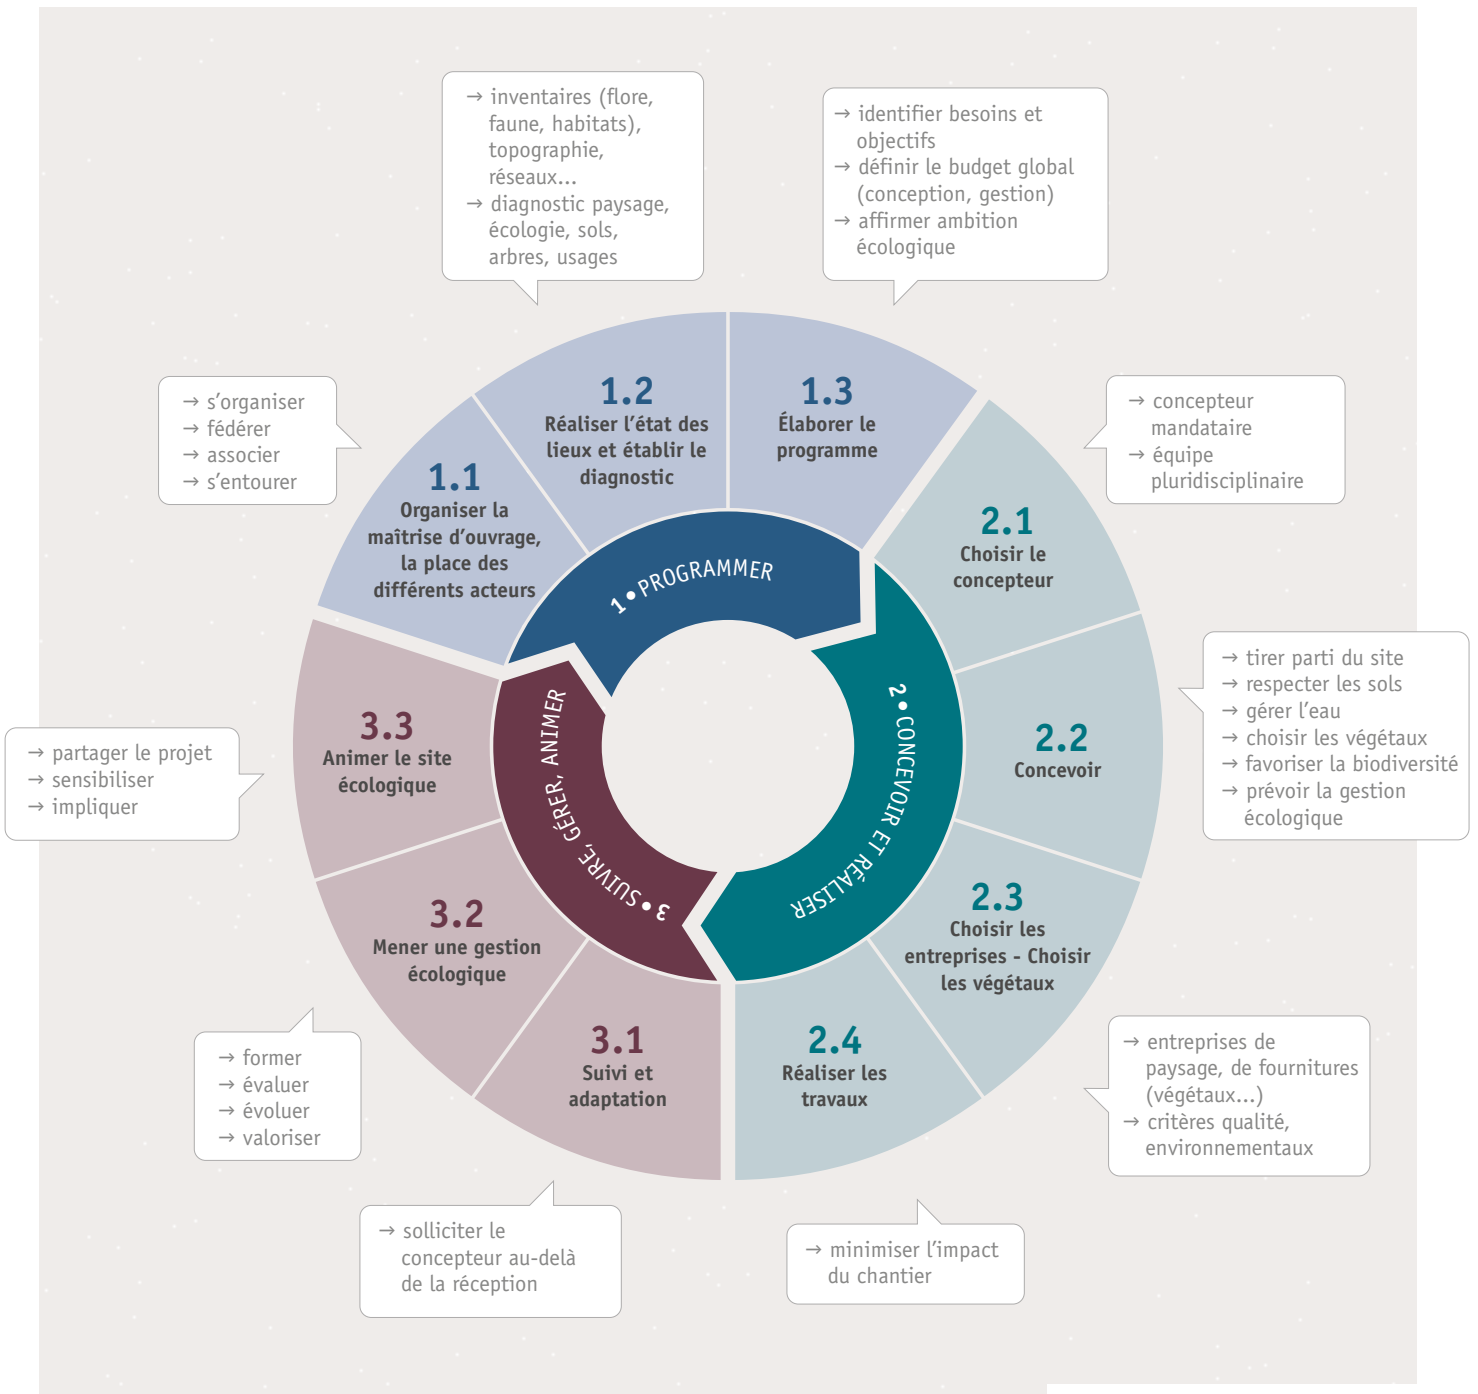 → inventaires (flore,
faune, habitats),
topographie,
réseaux...
→ diagnostic paysage,
écologie, sols,
arbres, usages
→ identifier besoins et
objectifs
→ définir le budget global
(conception, gestion)
→ affirmer ambition
écologique
→ s'organiser
→ fédérer
→ associer
→ s'entourer
→ concepteur
mandataire
→ équipe
pluridisciplinaire
1.1
Organiser la
maîtrise d'ouvrage,
la place des
différents acteurs
1.2
Réaliser l'état des
lieux et établir le
diagnostic
1.3
Élaborer le
programme
2.1
Choisir le
concepteur
1 • PROGRAMMER
2 • CONCEVOIR ET RÉALISER
3 • SUIVRE, GÉRER, ANIMER
2.2
Concevoir
→ tirer parti du site
→ respecter les sols
→ gérer l'eau
→ choisir les végétaux
→ favoriser la biodiversité
→ prévoir la gestion
écologique
2.3
Choisir les
entreprises - Choisir
les végétaux
→ entreprises de
paysage, de fournitures
(végétaux...)
→ critères qualité,
environnementaux
2.4
Réaliser les
travaux
→ minimiser l'impact
du chantier
3.1
Suivi et
adaptation
→ solliciter le
concepteur au-delà
de la réception
3.2
Mener une gestion
écologique
→ former
→ évaluer
→ évoluer
→ valoriser
3.3
Animer le site
écologique
→ partager le projet
→ sensibiliser
→ impliquer